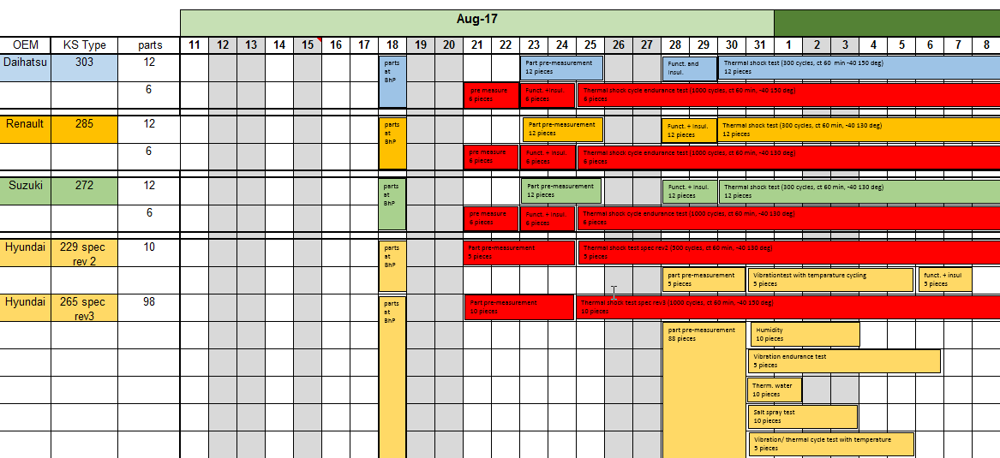 Aug-17
OEM KS Type parts 11 12 13 14 15 16 17 18 19 20 21 22 23 24 25 26 27 28 29 30 31 1 2 3 4 5 6 7 8
Daihatsu 303 12
parts
at
BhP
Part pre-measurement
12 pieces
Funct. and
insul.
Thermal shock test (300 cycles, ct 60 min -40 150 deg)
12 pieces
6
pre measure
6 pieces
Funct. +insul.
6 pieces
Thermal shock cycle endurance test (1000 cycles, ct 60 min, -40 150 deg)
6 pieces
Renault 285 12
parts
at
BhP
Part pre-measurement
12 pieces
Funct. + insul.
12 pieces
Thermal shock test (300 cycles, ct 60 min, -40 130 deg)
12 pieces
6
pre measure
6 pieces
Funct. + insul.
6 pieces
Thermal shock cycle endurance test (1000 cycles, ct 60 min, -40 130 deg)
6 pieces
Suzuki 272 12
parts
at
BhP
Part pre-measurement
12 pieces
Funct. + insul.
12 pieces
Thermal shock test (300 cycles, ct 60 min, -40 130 deg)
12 pieces
6
pre measure
6 pieces
Funct. + insul.
6 pieces
Thermal shock cycle endurance test (1000 cycles, ct 60 min, -40 130 deg)
6 pieces
Hyundai 229 spec
rev 2
10
parts
at
BhP
Part pre-measurement
5 pieces
Thermal shock test spec rev2 (500 cycles, ct 60 min, -40 130 deg)
5 pieces
part pre-measurement
5 pieces
Vibrationtest with temparature cycling
5 pieces
funct. + insul
5 pieces
Hyundai 265 spec
rev3
98
parts
at
BhP
Part pre-measurement
10 pieces
Thermal shock test spec rev3 (1000 cycles, ct 60 min, -40 150 deg)
10 pieces
part pre-measurement
88 pieces
Humidity
10 pieces
Vibration endurance test
5 pieces
Therm. water
10 pieces
Salt spray test
10 pieces
Vibration/ thermal cycle test with temperature
5 pieces